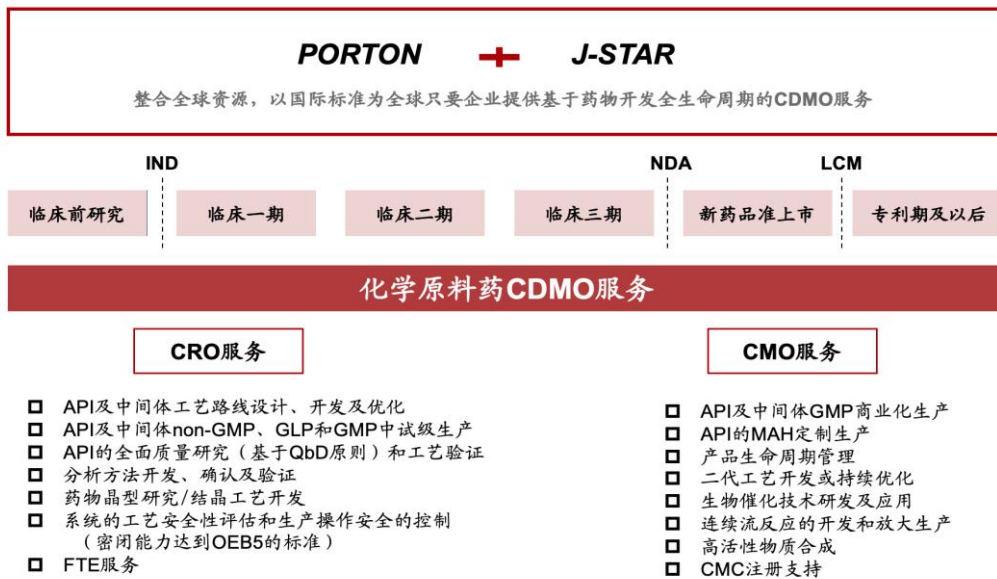 PORTON + J-STAR
整合全球资源，以国际标准为全球只要企业提供基于药物开发全生命周期的CDMO服务
IND NDA LCM
临床前研究 临床一期 临床二期 临床三期 新药品准上市 专利期及以后
化学原料药CDMO服务
CRO服务
API及中间体工艺路线设计、开发及优化
API及中间体non-GMP、GLP和GMP中试级生产
API的全面质量研究（基于QbD原则）和工艺验证
分析方法开发、确认及验证
药物晶型研究/结晶工艺开发
系统的工艺安全性评估和生产操作安全的控制
（密闭能力达到OEB5的标准）
FTE服务
CMO服务
API及中间体GMP商业化生产
API的MAH定制生产
产品生命周期管理
二代工艺开发或持续优化
生物催化技术研发及应用
连续流反应的开发和放大生产
高活性物质合成
CMC注册支持